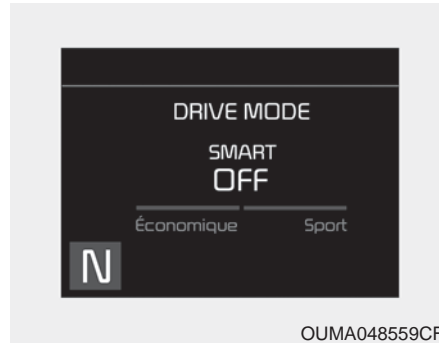 DRIVE MODE
SMART
OFF
Économique Sport
N
OUMA048559CF